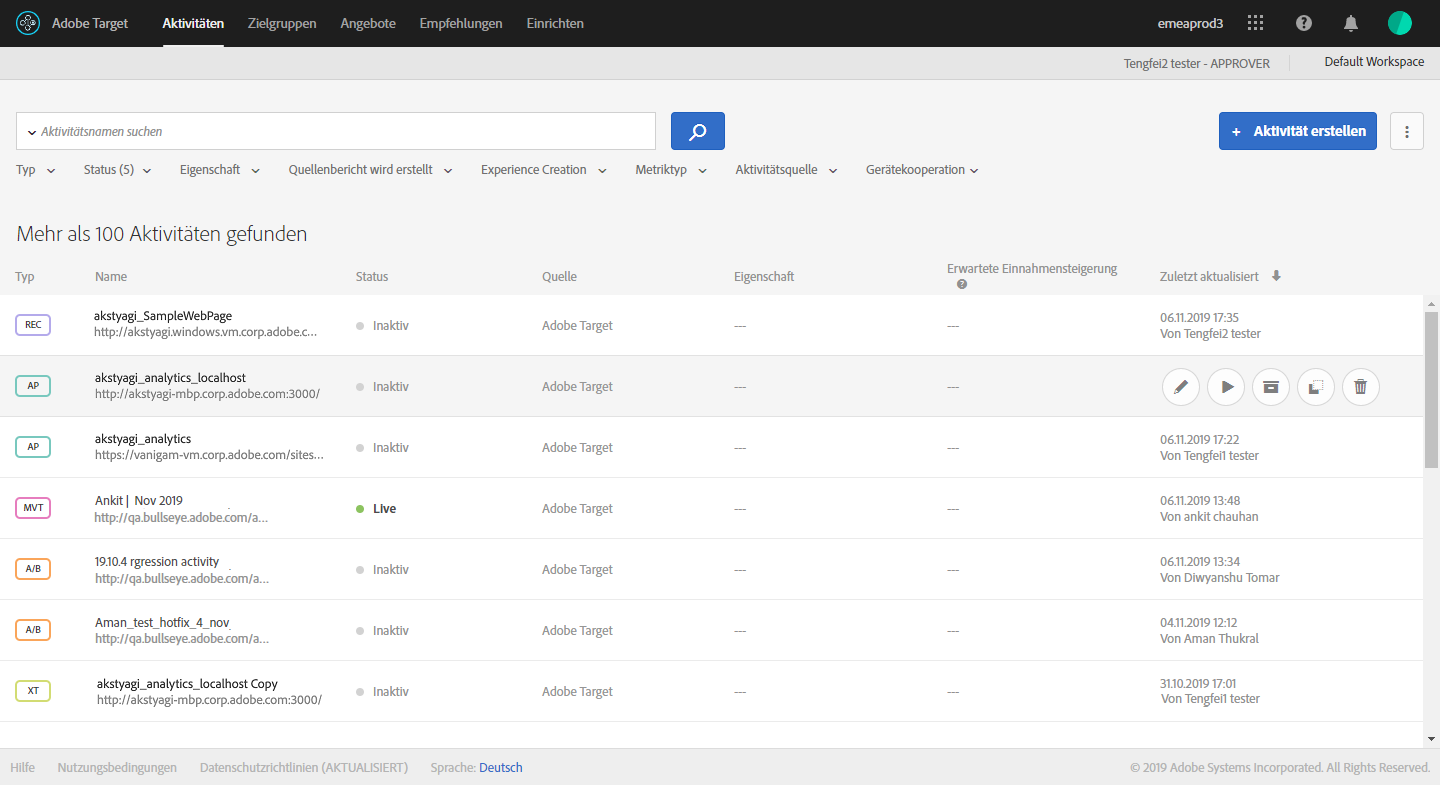 Adobe Target Aktivitäten Zielgruppen Angebote Empfehlungen Einrichten emeaprod3
Tengfei2 tester - APPROVER Default Workspace
Aktivitätsnamen suchen + Aktivität erstellen
Typ Status (5) Eigenschaft Quellenbericht wird erstellt Experience Creation Metriktyp Aktivitätsquelle Gerätekooperation
Mehr als 100 Aktivitäten gefunden
Typ Name Status Quelle Eigenschaft Erwartete Einnahmensteigerung Zuletzt aktualisiert
REC akstyagi_SampleWebPage Inaktiv Adobe Target --- --- 06.11.2019 17:35
http://akstyagi.windows.vm.corp.adobe.c... Von Tengfei2 tester
AP akstyagi_analytics_localhost Inaktiv Adobe Target --- ---
http://akstyagi-mbp.corp.adobe.com:3000/
AP akstyagi_analytics Inaktiv Adobe Target --- --- 06.11.2019 17:22
https://vanigam-vm.corp.adobe.com/sites... Von Tengfei1 tester
MVT Ankit | Nov 2019 Live Adobe Target --- --- 06.11.2019 13:48
http://qa.bullseye.adobe.com/a... Von ankit chauhan
A/B 19.10.4 rgression activity Inaktiv Adobe Target --- --- 06.11.2019 13:34
http://qa.bullseye.adobe.com/a... Von Diwyanshu Tomar
A/B Aman_test_hotfix_4_nov Inaktiv Adobe Target --- --- 04.11.2019 12:12
http://qa.bullseye.adobe.com/a... Von Aman Thukral
XT akstyagi_analytics_localhost Copy Inaktiv Adobe Target --- --- 31.10.2019 17:01
http://akstyagi-mbp.corp.adobe.com:3000/ Von Tengfei1 tester
Hilfe Nutzungsbedingungen Datenschutzrichtlinien (AKTUALISIERT) Sprache: Deutsch © 2019 Adobe Systems Incorporated. All Rights Reserved.